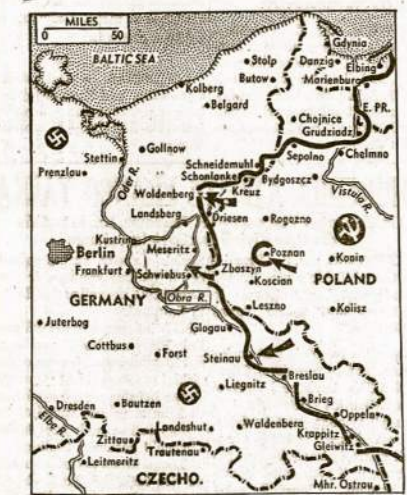 MILES
0 50
BALTIC SEA
Gdynia
Stolp
Danzig
Elbing
Butow
Marienburg
Kolberg
Belgard
E. PR.
Chojnice
Grudziadz
Gollnow
Stettin
Schneidemuhl
Sepolno
Chelmno
Prenzlau
Oder R.
Schonlanke
Bydgoszcz
Woldenberg
Kreuz
Vistula R.
Landsberg
Driesen
Rogozno
Kustrin
Meseritz
Berlin
Poznan
Konin
Frankfurt
Schwiebus
Zbaszyn
Koscian
POLAND
GERMANY
Obra R.
Leszno
Kalisz
Juterbog
Glogau
Cottbus
Forst
Steinau
Liegnitz
Breslau
Dresden
Bautzen
Brieg
Elba R.
Landeshut
Waldenberg
Oppeln
Zittau
Krappitz
Trautenau
Gleiwitz
Leitmeritz
CZECHO.
Mhr. Ostrau